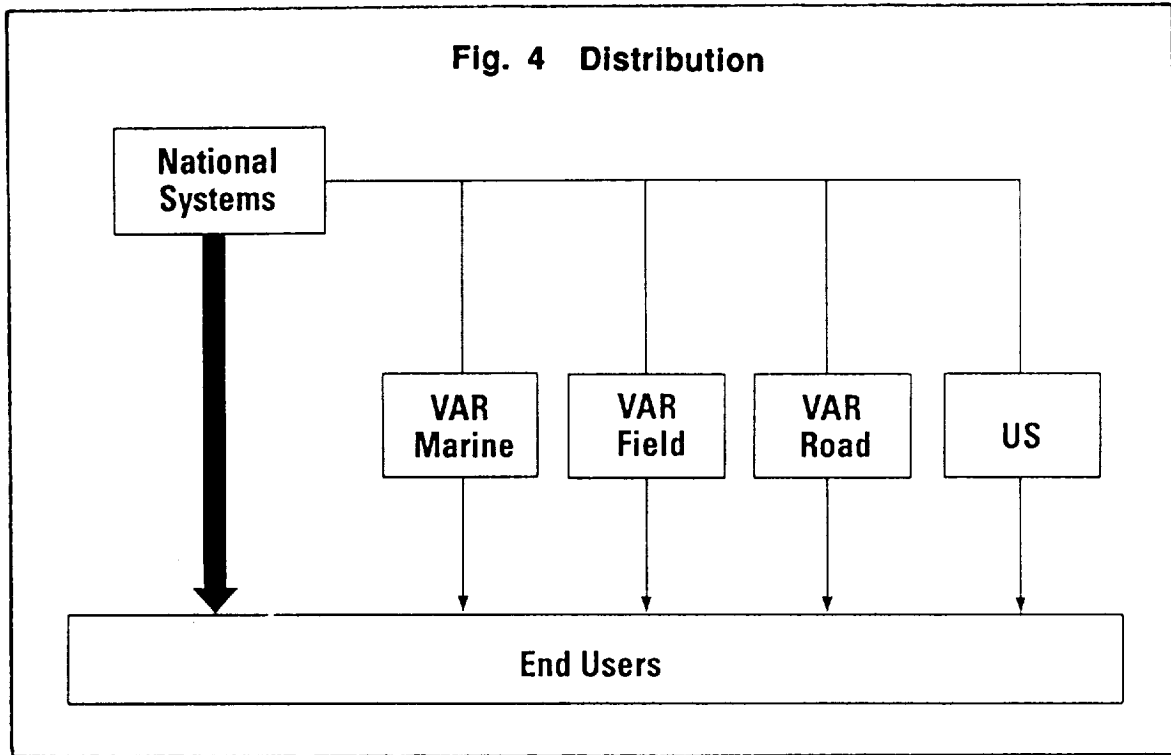 Fig. 4 Distribution
National
Systems
VAR
Marine
VAR
Field
VAR
Road
US
End Users